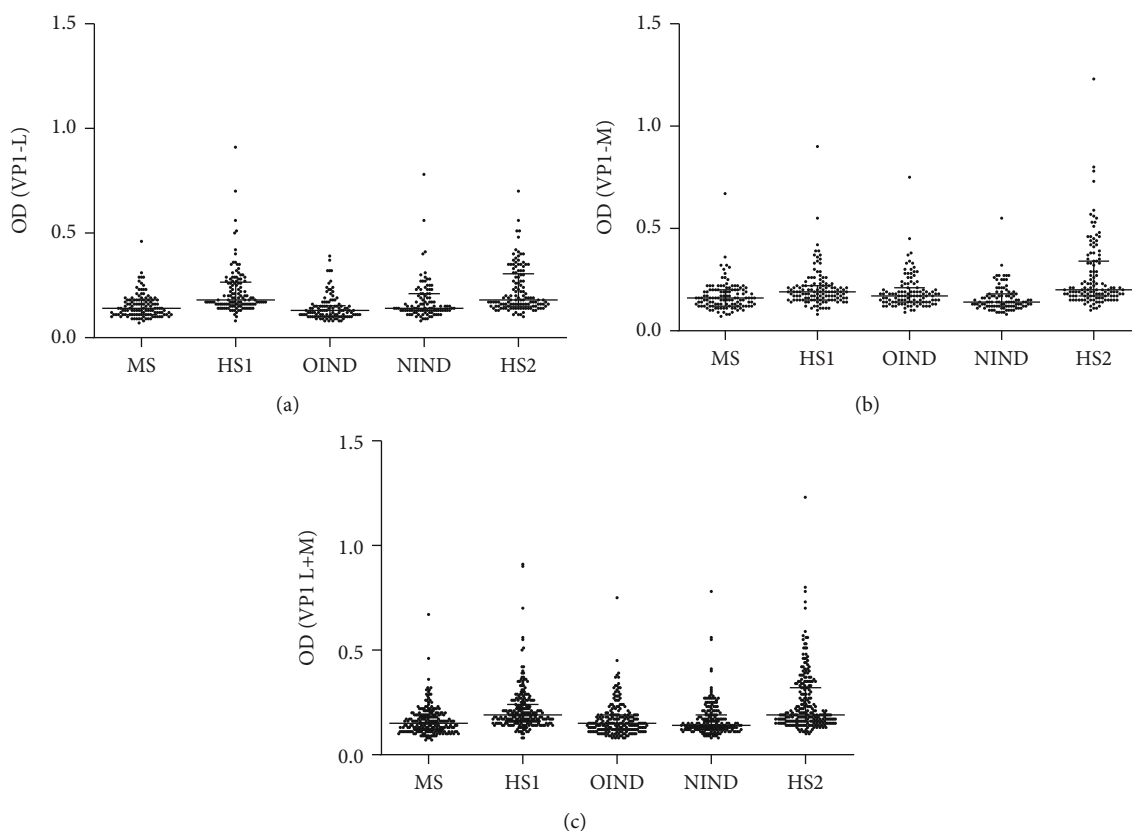 1.5
1.0
0.5
0.0
OD (VP1-L)
MS HS1 OIND NIND HS2
(a)
1.5
1.0
0.5
0.0
OD (VP1-M)
MS HS1 OIND NIND HS2
(b)
1.5
1.0
0.5
0.0
OD (VP1 L+M)
MS HS1 OIND NIND HS2
(c)